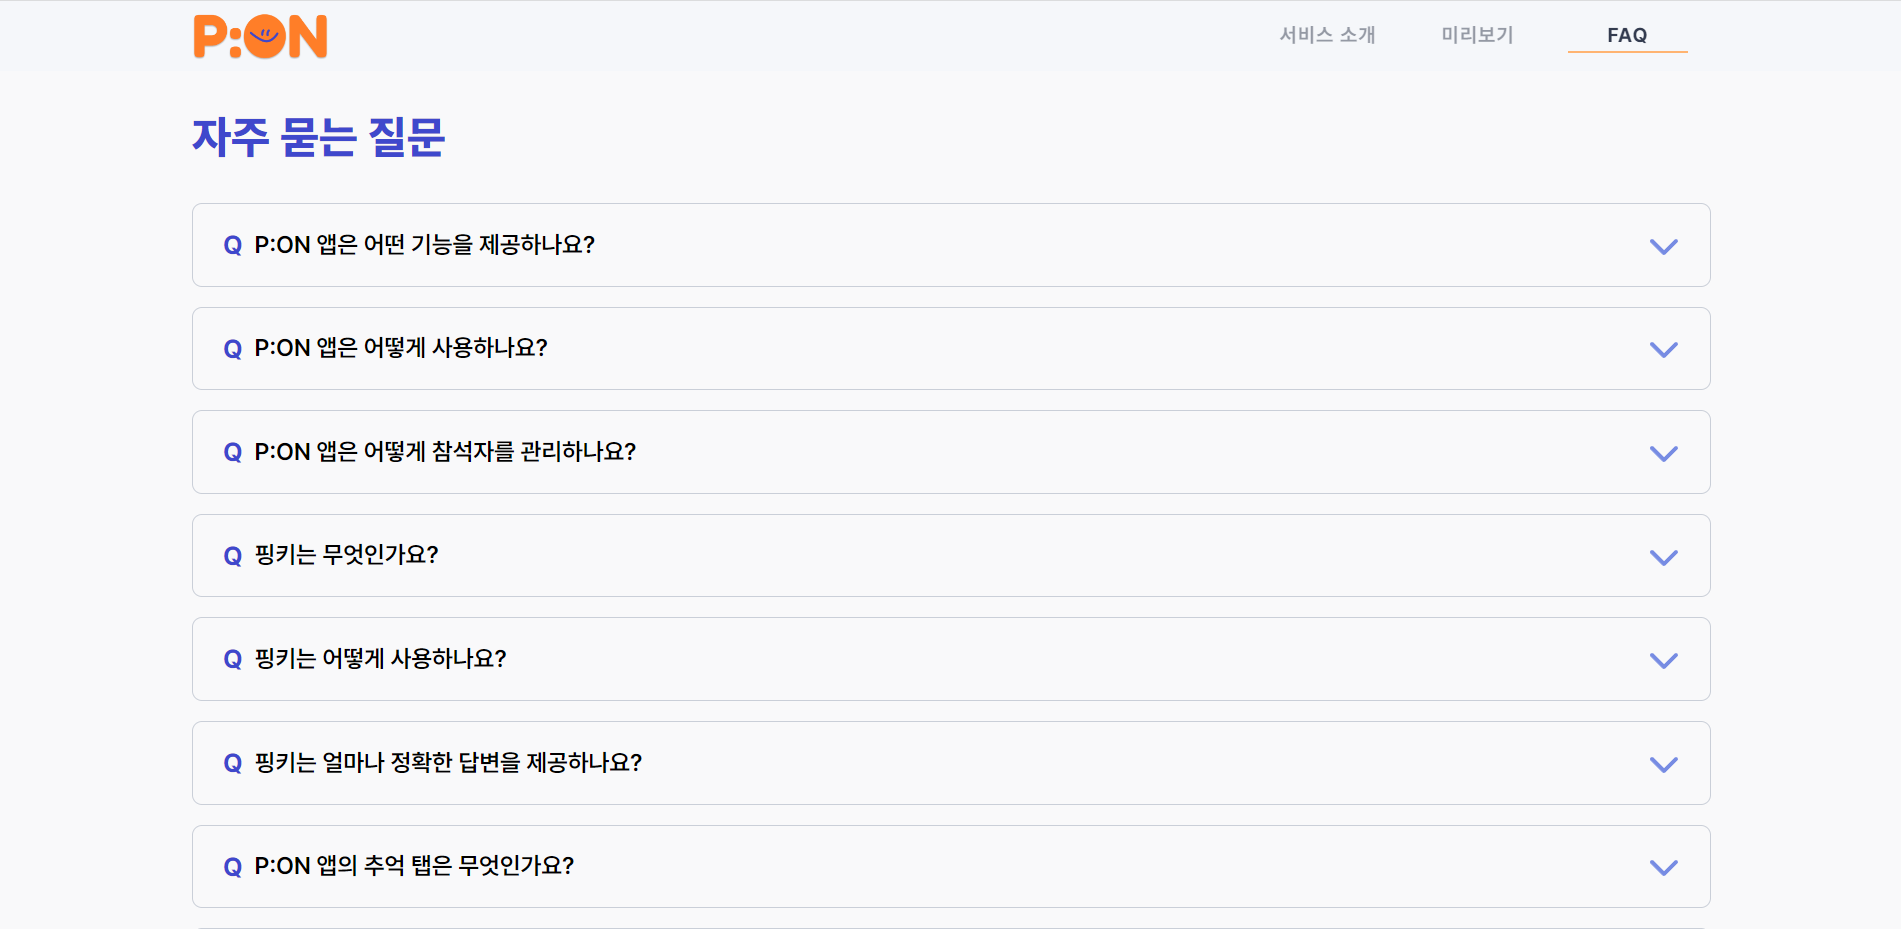 P:ON
서비스 소개
미리보기
FAQ
자주 묻는 질문
Q P:ON 앱은 어떤 기능을 제공하나요?
Q P:ON 앱은 어떻게 사용하나요?
Q P:ON 앱은 어떻게 참석자를 관리하나요?
Q 핑키는 무엇인가요?
Q 핑키는 어떻게 사용하나요?
Q 핑키는 얼마나 정확한 답변을 제공하나요?
Q P:ON 앱의 추억 탭은 무엇인가요?